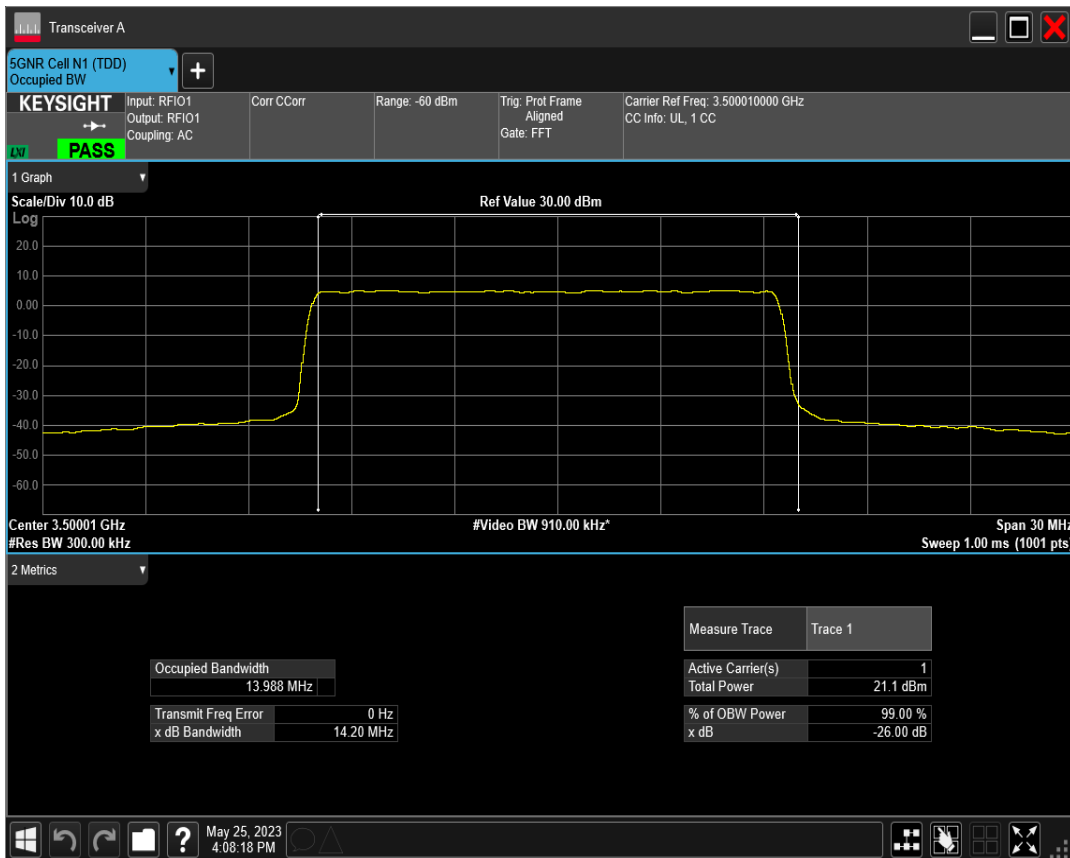 Transceiver A
5GNR Cell N1 (TDD)
Occupied BW
+
KEYSIGHT
LXI
PASS
Input: RFIO1
Output: RFIO1
Coupling: AC
Corr CCorr
Range: -60 dBm
Trig: Prot Frame
Aligned
Gate: FFT
Carrier Ref Freq: 3.500010000 GHz
CC Info: UL, 1 CC
1 Graph
Scale/Div 10.0 dB
Ref Value 30.00 dBm
Log
20.0
10.0
0.00
-10.0
-20.0
-30.0
-40.0
-50.0
-60.0
Center 3.50001 GHz
#Video BW 910.00 kHz*
Span 30 MHz
#Res BW 300.00 kHz
Sweep 1.00 ms (1001 pts)
2 Metrics
Measure Trace Trace 1
Occupied Bandwidth
13.988 MHz
Active Carrier(s) 1
Total Power 21.1 dBm
Transmit Freq Error 0 Hz
x dB Bandwidth 14.20 MHz
% of OBW Power 99.00 %
x dB -26.00 dB
?
May 25, 2023
4:08:18 PM